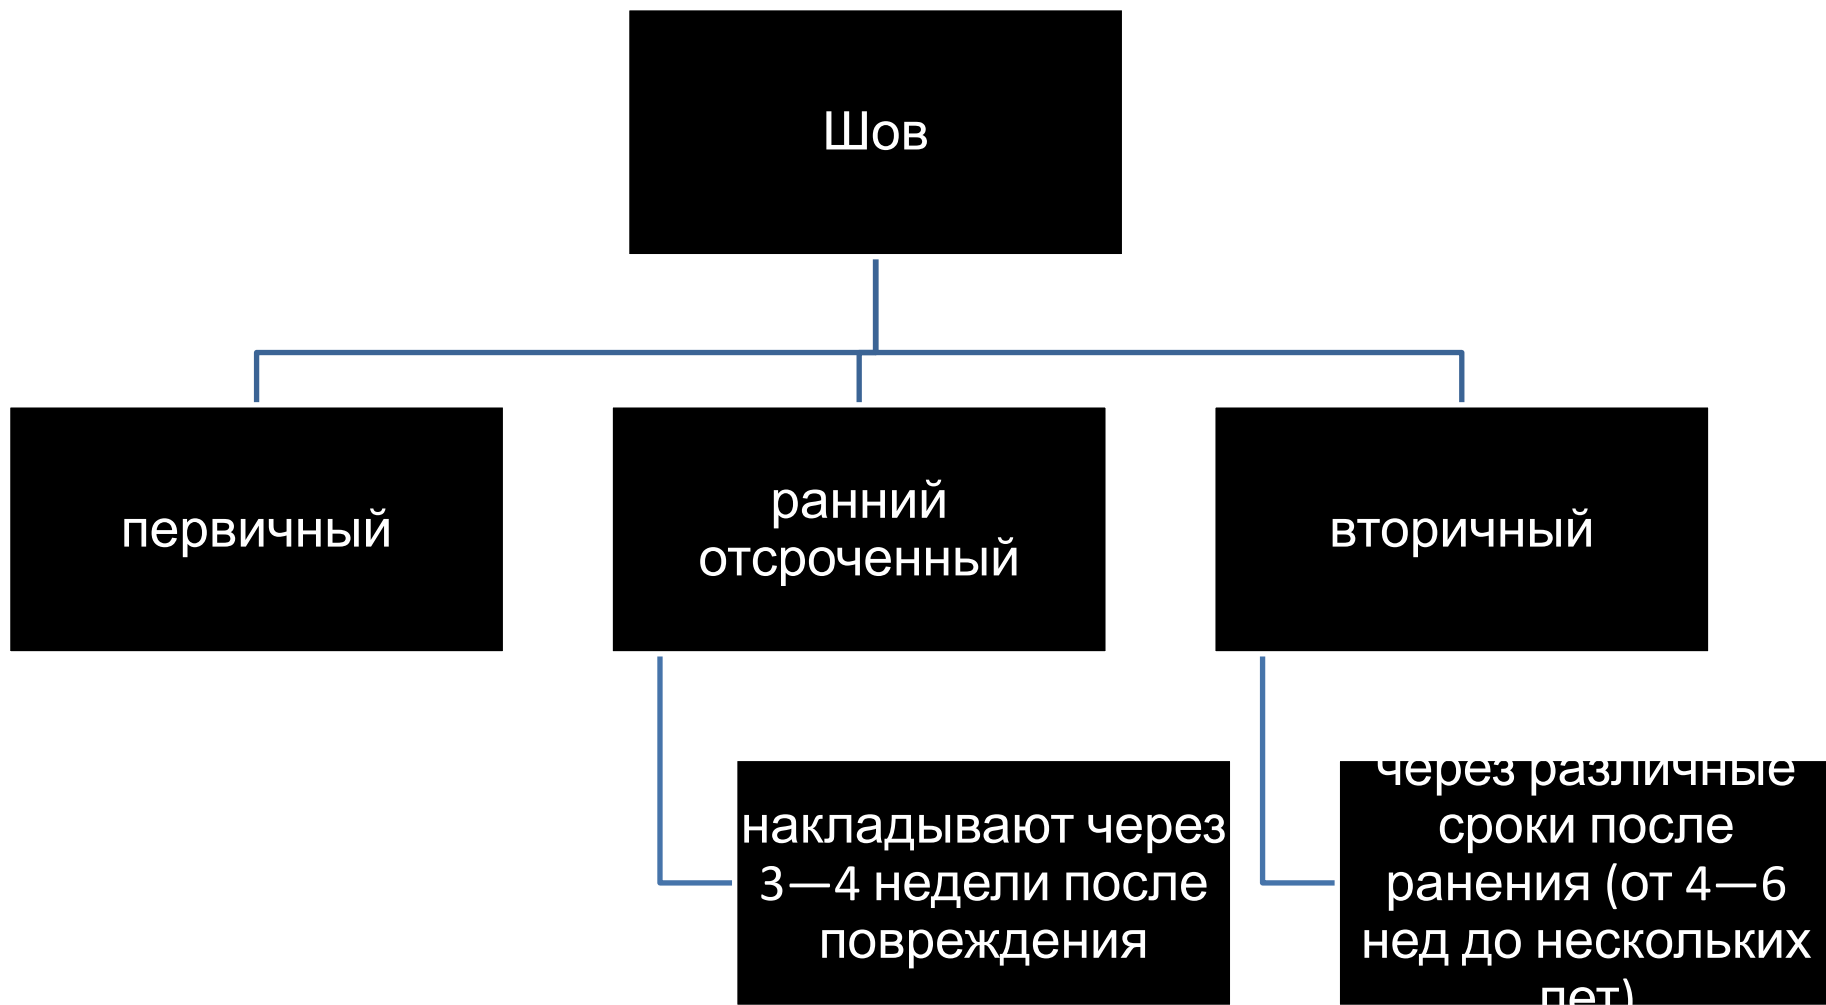 Шов
первичный
ранний
отсроченный
вторичный
накладывают через
3—4 недели после
повреждения
через различные
сроки после
ранения (от 4—6
нед до нескольких
лет)